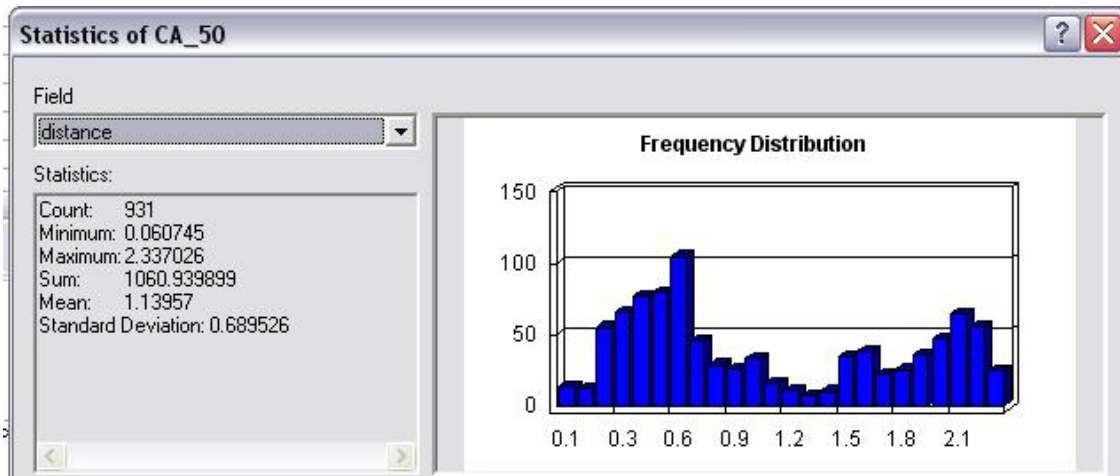 Statistics of CA_50
Field
distance
Statistics:
Count: 931
Minimum: 0.060745
Maximum: 2.337026
Sum: 1060.939899
Mean: 1.13957
Standard Deviation: 0.689526
Frequency Distribution
150
100
50
0
0.1 0.3 0.6 0.9 1.2 1.5 1.8 2.1